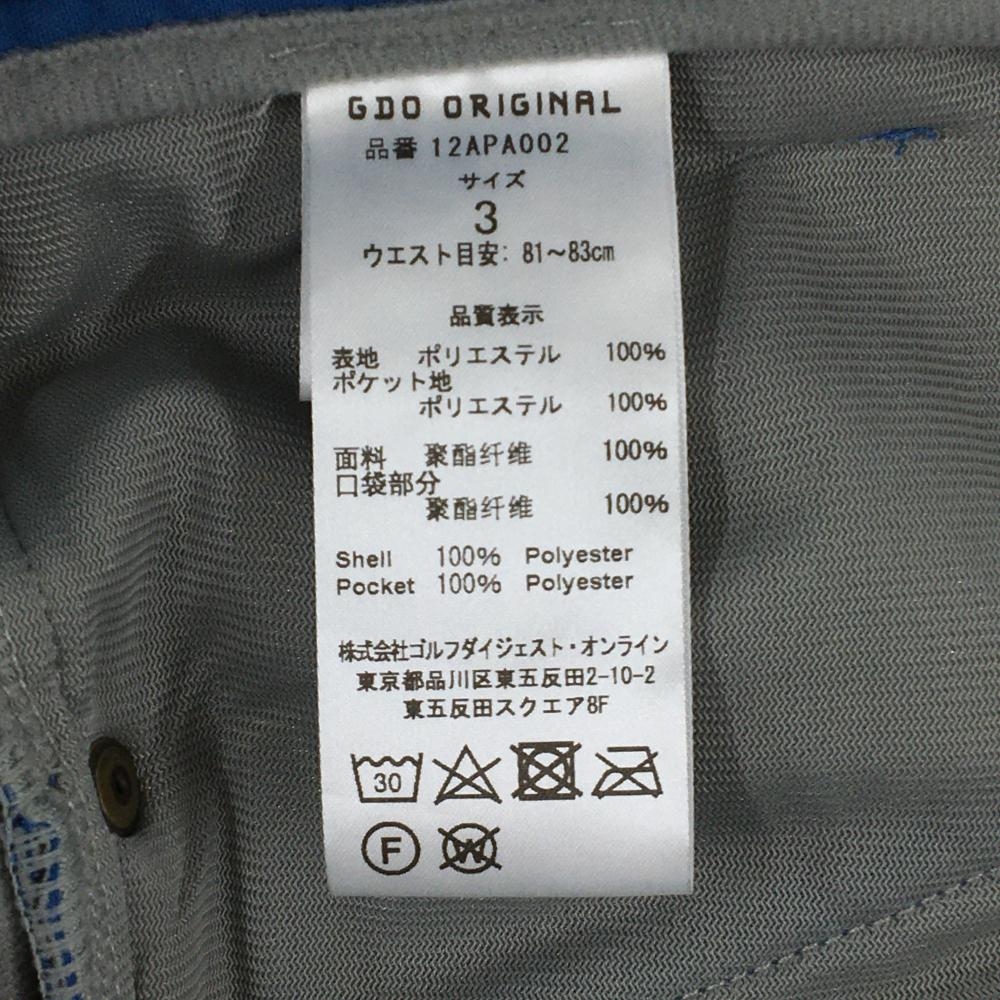 GDO ORIGINAL
品番 12APA002
サイズ
3
ウエスト目安: 81～83cm
品質表示
表地 ポリエステル 100%
ポケット地
ポリエステル 100%
面料 聚酯纤维 100%
口袋部分
聚酯纤维 100%
Shell 100% Polyester
Pocket 100% Polyester
株式会社ゴルフダイジェスト・オンライン
東京都品川区東五反田2-10-2
東五反田スクエア8F
30
F W